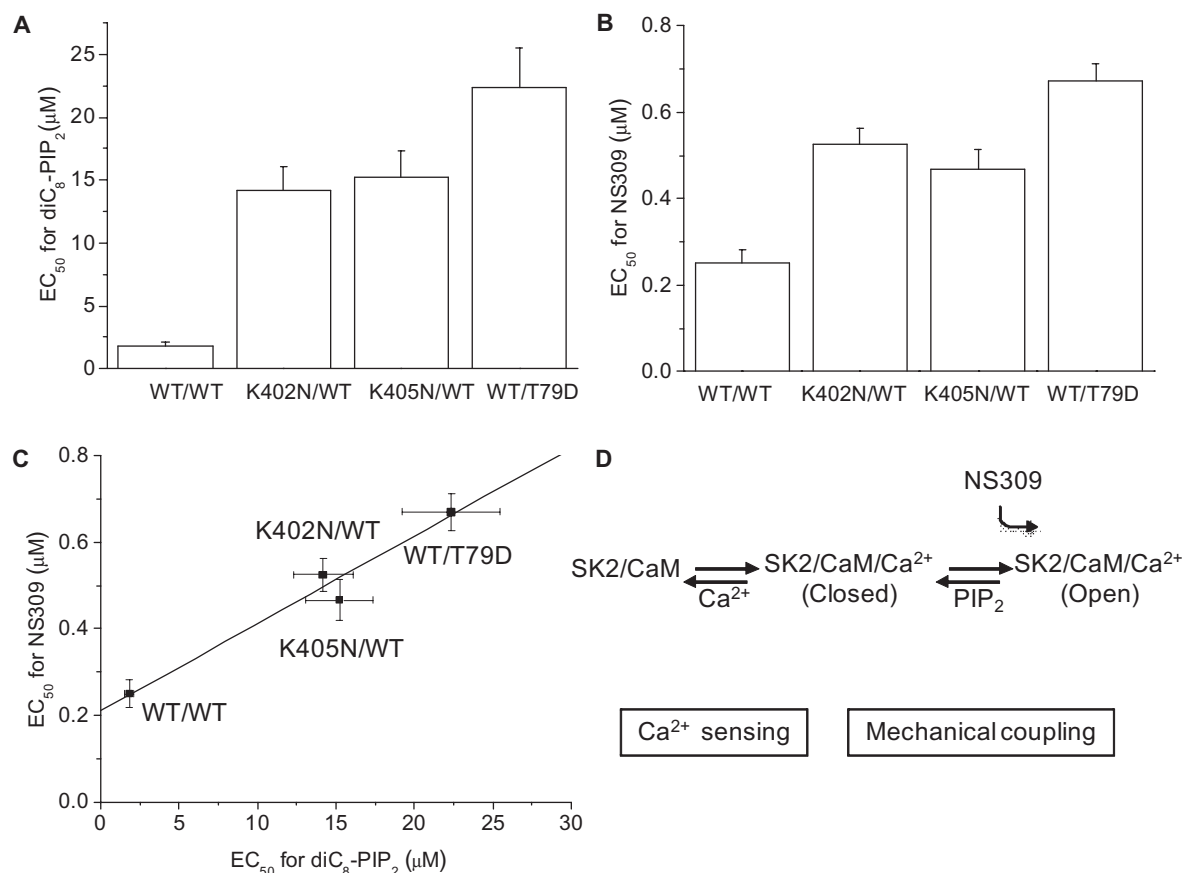 A
EC50 for diC8-PIP2 (μM)
25
20
15
10
5
0
WT/WT K402N/WT K405N/WT WT/T79D
B
EC50 for NS309 (μM)
0.8
0.6
0.4
0.2
0.0
WT/WT K402N/WT K405N/WT WT/T79D
C
EC50 for NS309 (μM)
0.8
0.6
0.4
0.2
0.0
K402N/WT
WT/T79D
K405N/WT
WT/WT
0 5 10 15 20 25 30
EC50 for diC8-PIP2 (μM)
D
NS309
SK2/CaM SK2/CaM/Ca2+ SK2/CaM/Ca2+
Ca2+ (Closed) PIP2 (Open)
Ca2+ sensing
Mechanical coupling